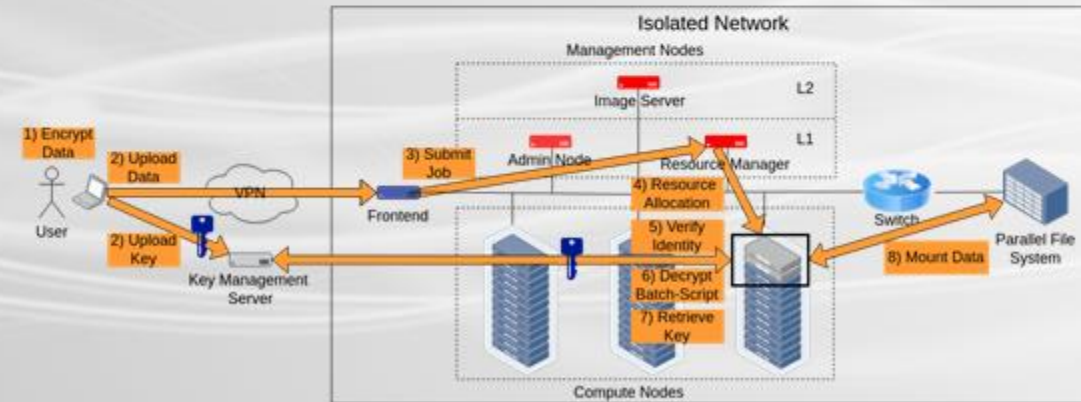 Isolated Network
Management Nodes
L2
Image Server
1) Encrypt
Data
2) Upload
Data
3) Submit
Job
L1
Admin Node
Resource Manager
VPN
4) Resource
Allocation
User
Frontend
Switch
2) Upload
Key
5) Verify
Identity
Parallel File
System
8) Mount Data
Key Management
Server
6) Decrypt
Batch-Script
7) Retrieve
Key
Compute Nodes